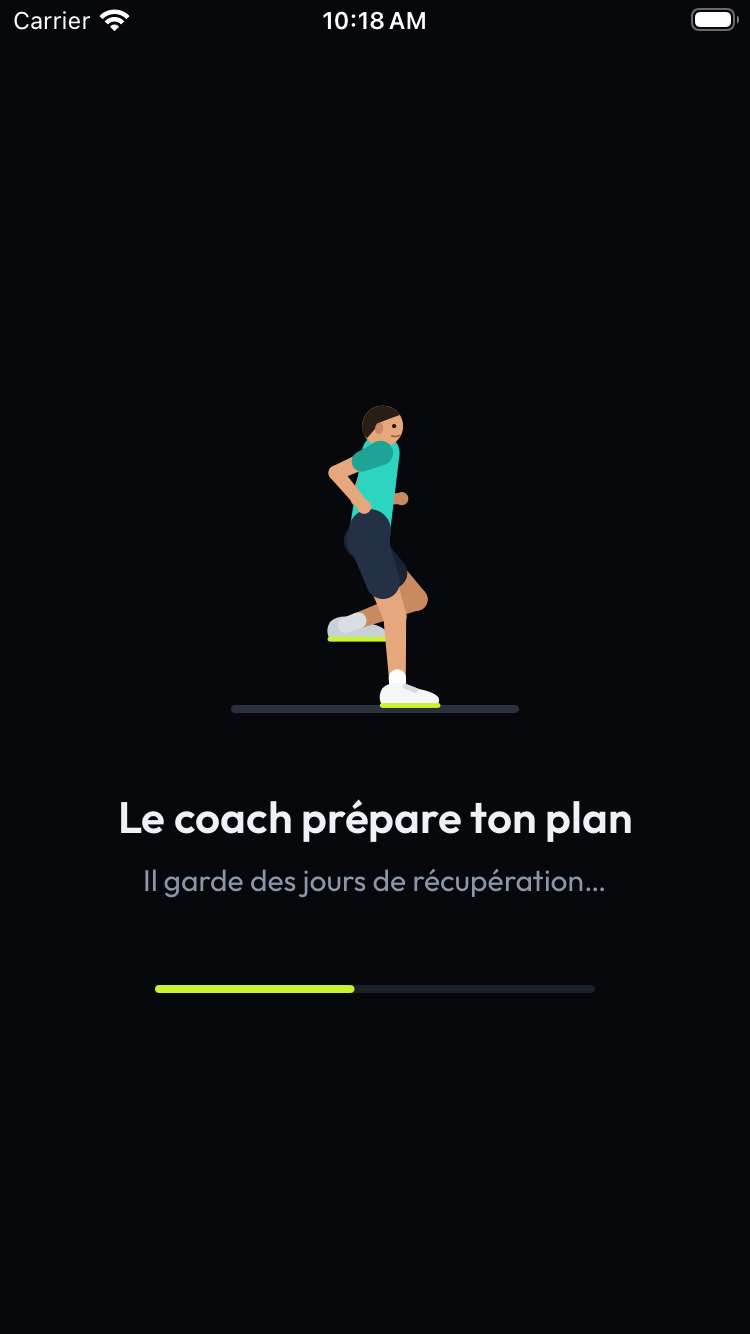 Carrier 10:18 AM
Le coach prépare ton plan
Il garde des jours de récupération...